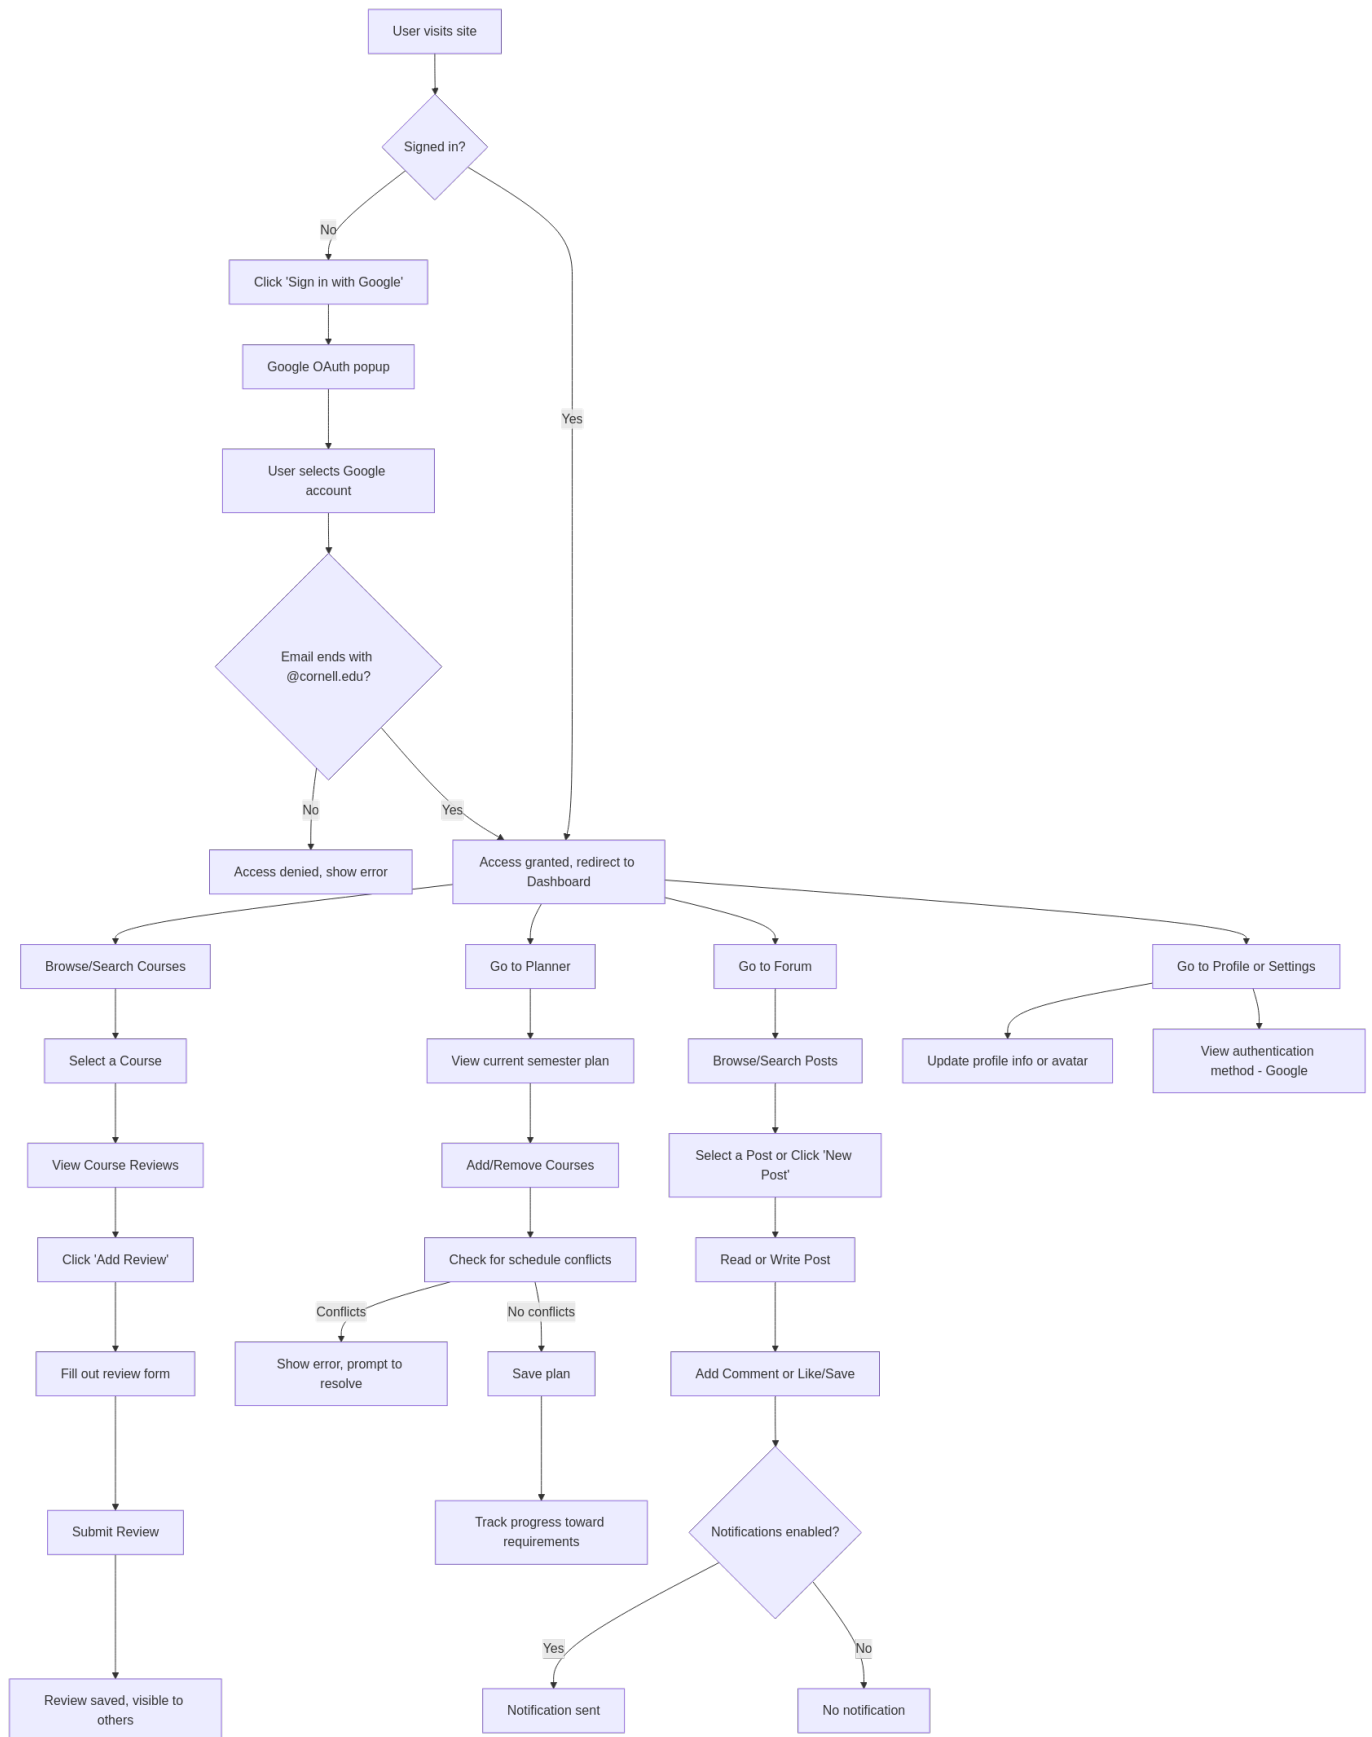 User visits site
Signed in?
No
Click 'Sign in with Google'
Google OAuth popup
Yes
User selects Google
account
Email ends with
@cornell.edu?
No
Yes
Access denied, show error
Access granted, redirect to
Dashboard
Browse/Search Courses
Go to Planner
Go to Forum
Go to Profile or Settings
Select a Course
View current semester plan
Browse/Search Posts
Update profile info or avatar
View authentication
method - Google
View Course Reviews
Add/Remove Courses
Select a Post or Click 'New
Post'
Click 'Add Review'
Check for schedule conflicts
Read or Write Post
Conflicts
No conflicts
Fill out review form
Show error, prompt to
resolve
Save plan
Add Comment or Like/Save
Submit Review
Track progress toward
requirements
Notifications enabled?
Yes
No
Review saved, visible to
others
Notification sent
No notification